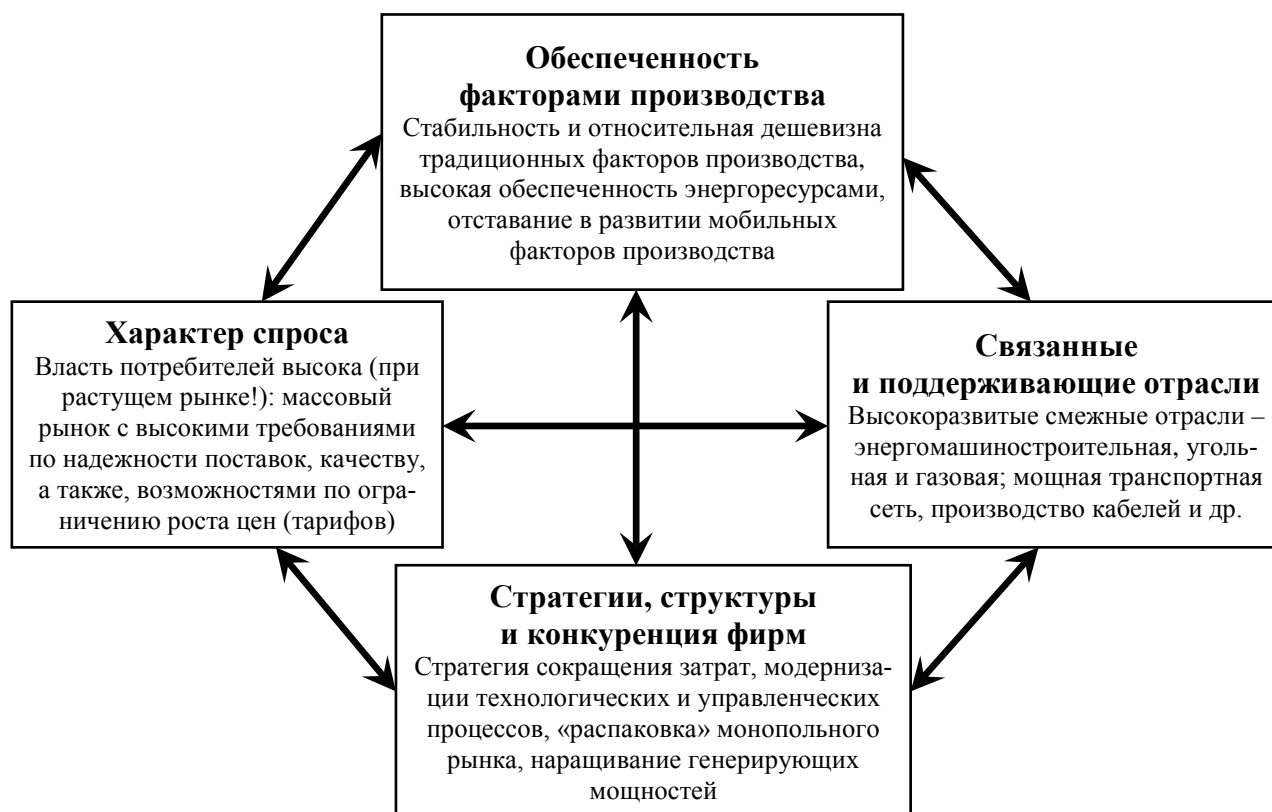 Обеспеченность
факторами производства
Стабильность и относительная дешевизна
традиционных факторов производства,
высокая обеспеченность энергоресурсами,
отставание в развитии мобильных
факторов производства
Характер спроса
Власть потребителей высока (при
растущем рынке!): массовый
рынок с высокими требованиями
по надежности поставок, качеству,
а также, возможностями по огра-
ничению роста цен (тарифов)
Связанные
и поддерживающие отрасли
Высокоразвитые смежные отрасли –
энергомашиностроительная, уголь-
ная и газовая; мощная транспортная
сеть, производство кабелей и др.
Стратегии, структуры
и конкуренция фирм
Стратегия сокращения затрат, модерниза-
ции технологических и управленческих
процессов, «распаковка» монопольного
рынка, наращивание генерирующих
мощностей